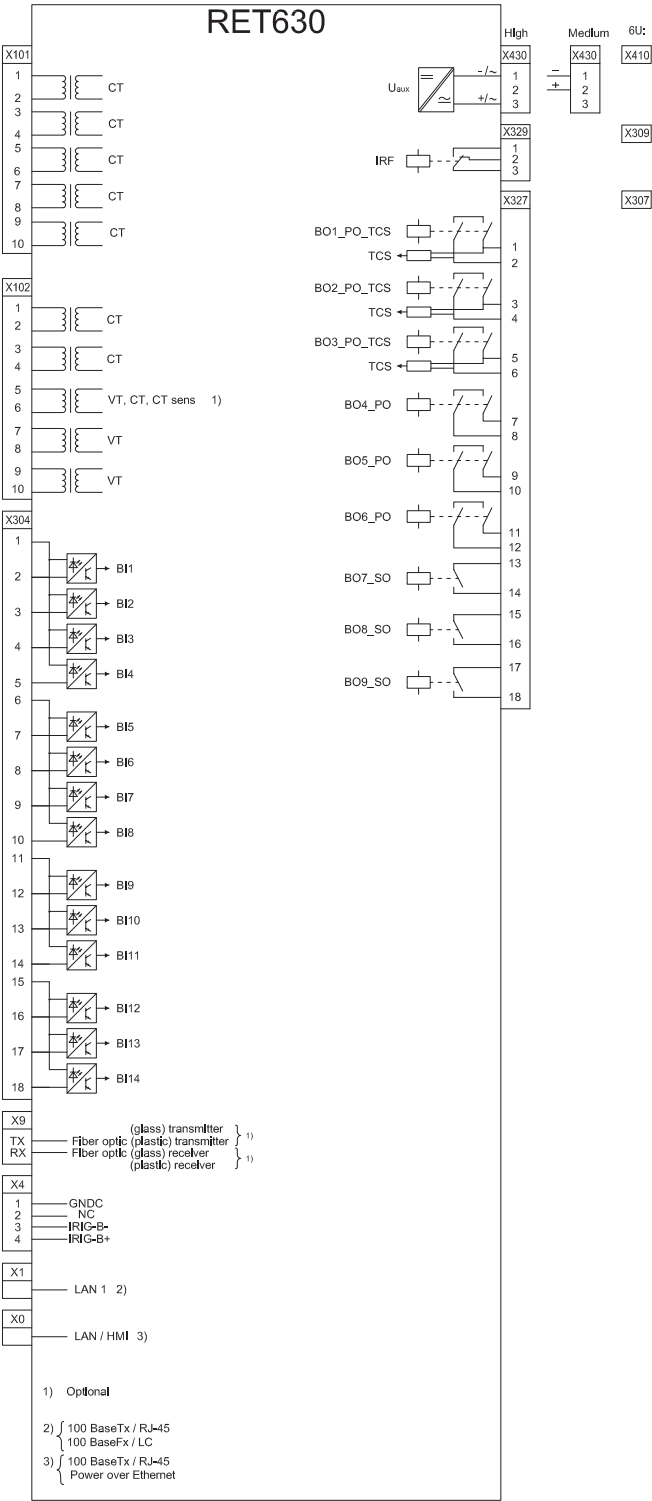 RET630
High Medium 6U:
X101
1 CT
2
3 CT
4
5 CT
6
7 CT
8
9 CT
10
X102
1 CT
2
3 CT
4
5 VT, CT, CT sens 1)
6
7 VT
8
9 VT
10
X304
1
2 BI1
3 BI2
4 BI3
5 BI4
6
7 BI5
8 BI6
9 BI7
10 BI8
11
12 BI9
13 BI10
14 BI11
15
16 BI12
17 BI13
18 BI14
X9
(glass) transmitter
TX Fiber optic (plastic) transmitter 1)
RX Fiber optic (glass) receiver 1)
(plastic) receiver
X4
1 GNDC
2 NC
3 IRIG-B-
4 IRIG-B+
X1
LAN 1 2)
X0
LAN / HMI 3)
1) Optional
2) 100 BaseTx / RJ-45
100 BaseFx / LC
3) 100 BaseTx / RJ-45
Power over Ethernet
X430 X430 X410
Uaux = ≃
-/~ 1 - 1
2 + 2
+/~ 3 3
X329 X309
IRF
1
2
3
X327 X307
BO1_PO_TCS
1
TCS 2
BO2_PO_TCS
3
TCS 4
BO3_PO_TCS
5
TCS 6
BO4_PO
7
8
BO5_PO
9
10
BO6_PO
11
12
13
BO7_SO
14
15
BO8_SO
16
17
BO9_SO
18